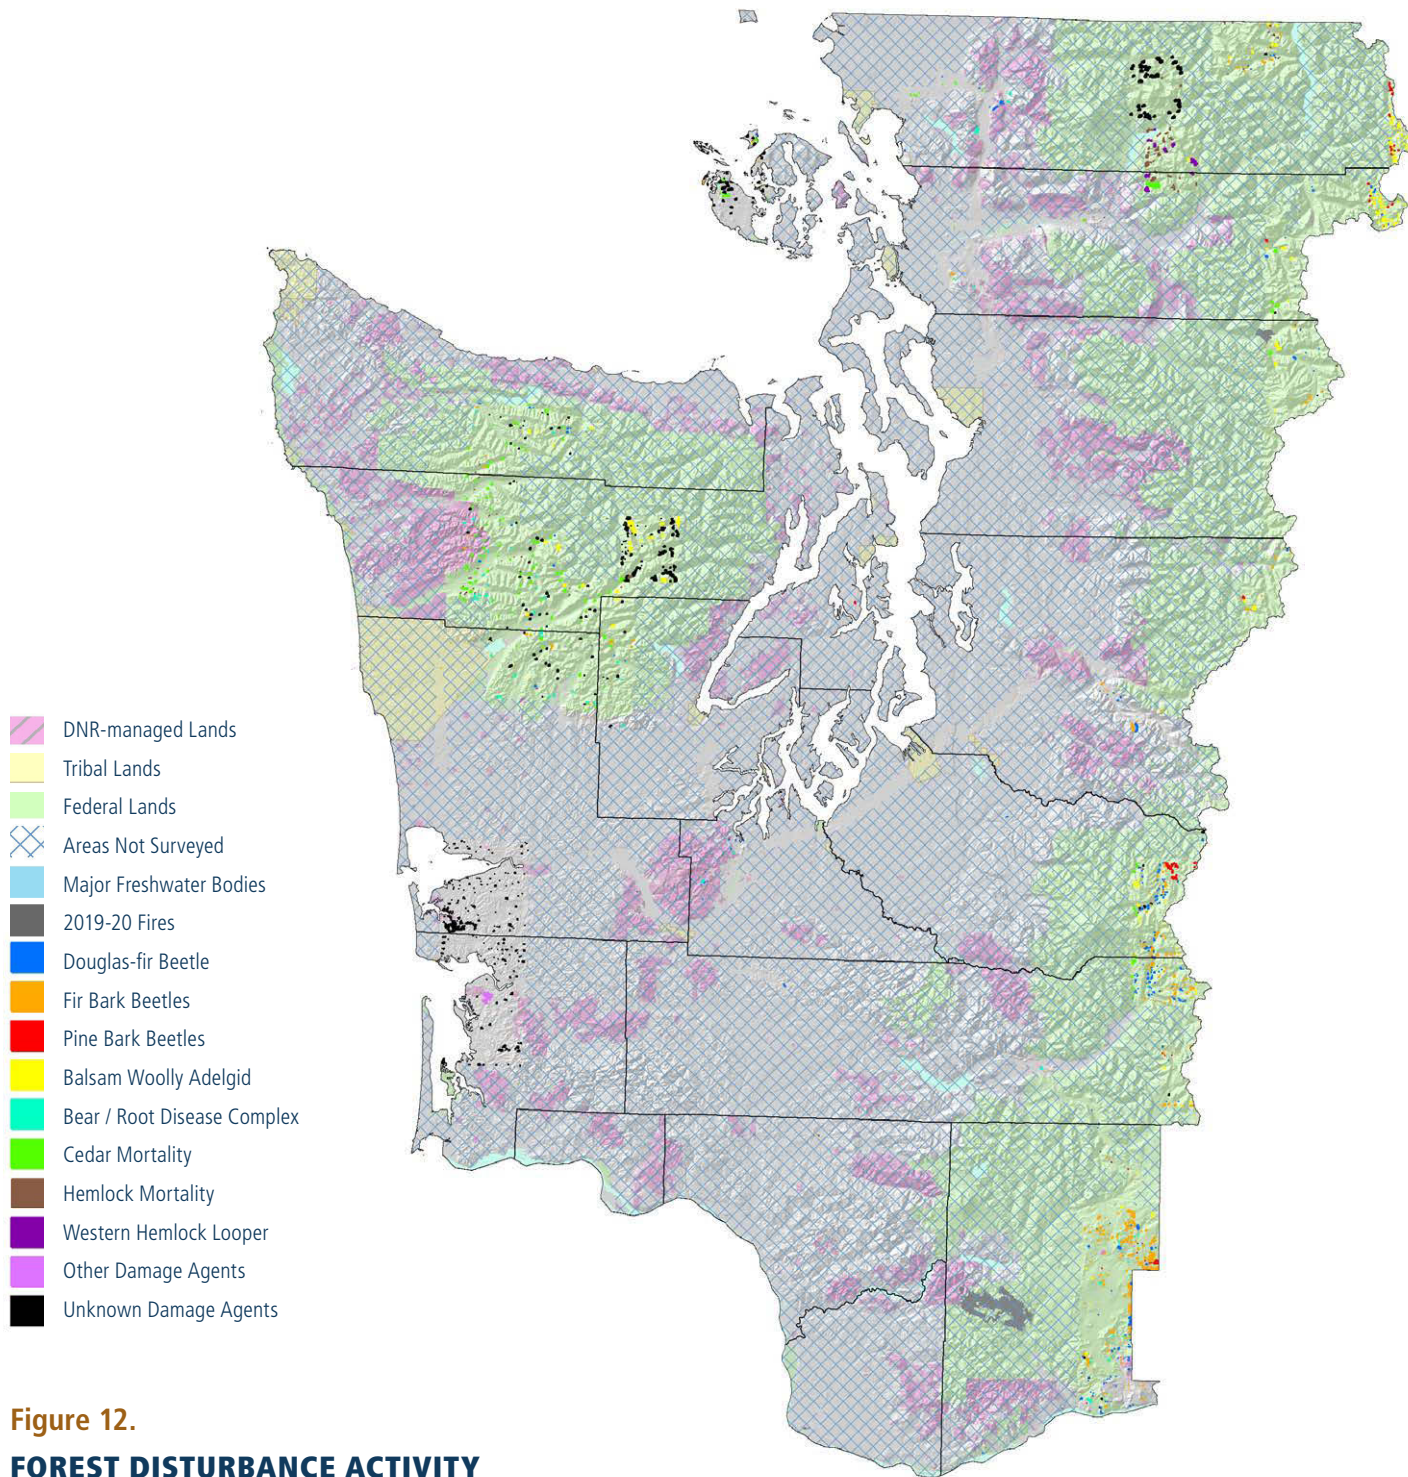 DNR-managed Lands
Tribal Lands
Federal Lands
Areas Not Surveyed
Major Freshwater Bodies
2019-20 Fires
Douglas-fir Beetle
Fir Bark Beetles
Pine Bark Beetles
Balsam Woolly Adelgid
Bear / Root Disease Complex
Cedar Mortality
Hemlock Mortality
Western Hemlock Looper
Other Damage Agents
Unknown Damage Agents
Figure 12.
FOREST DISTURBANCE ACTIVITY